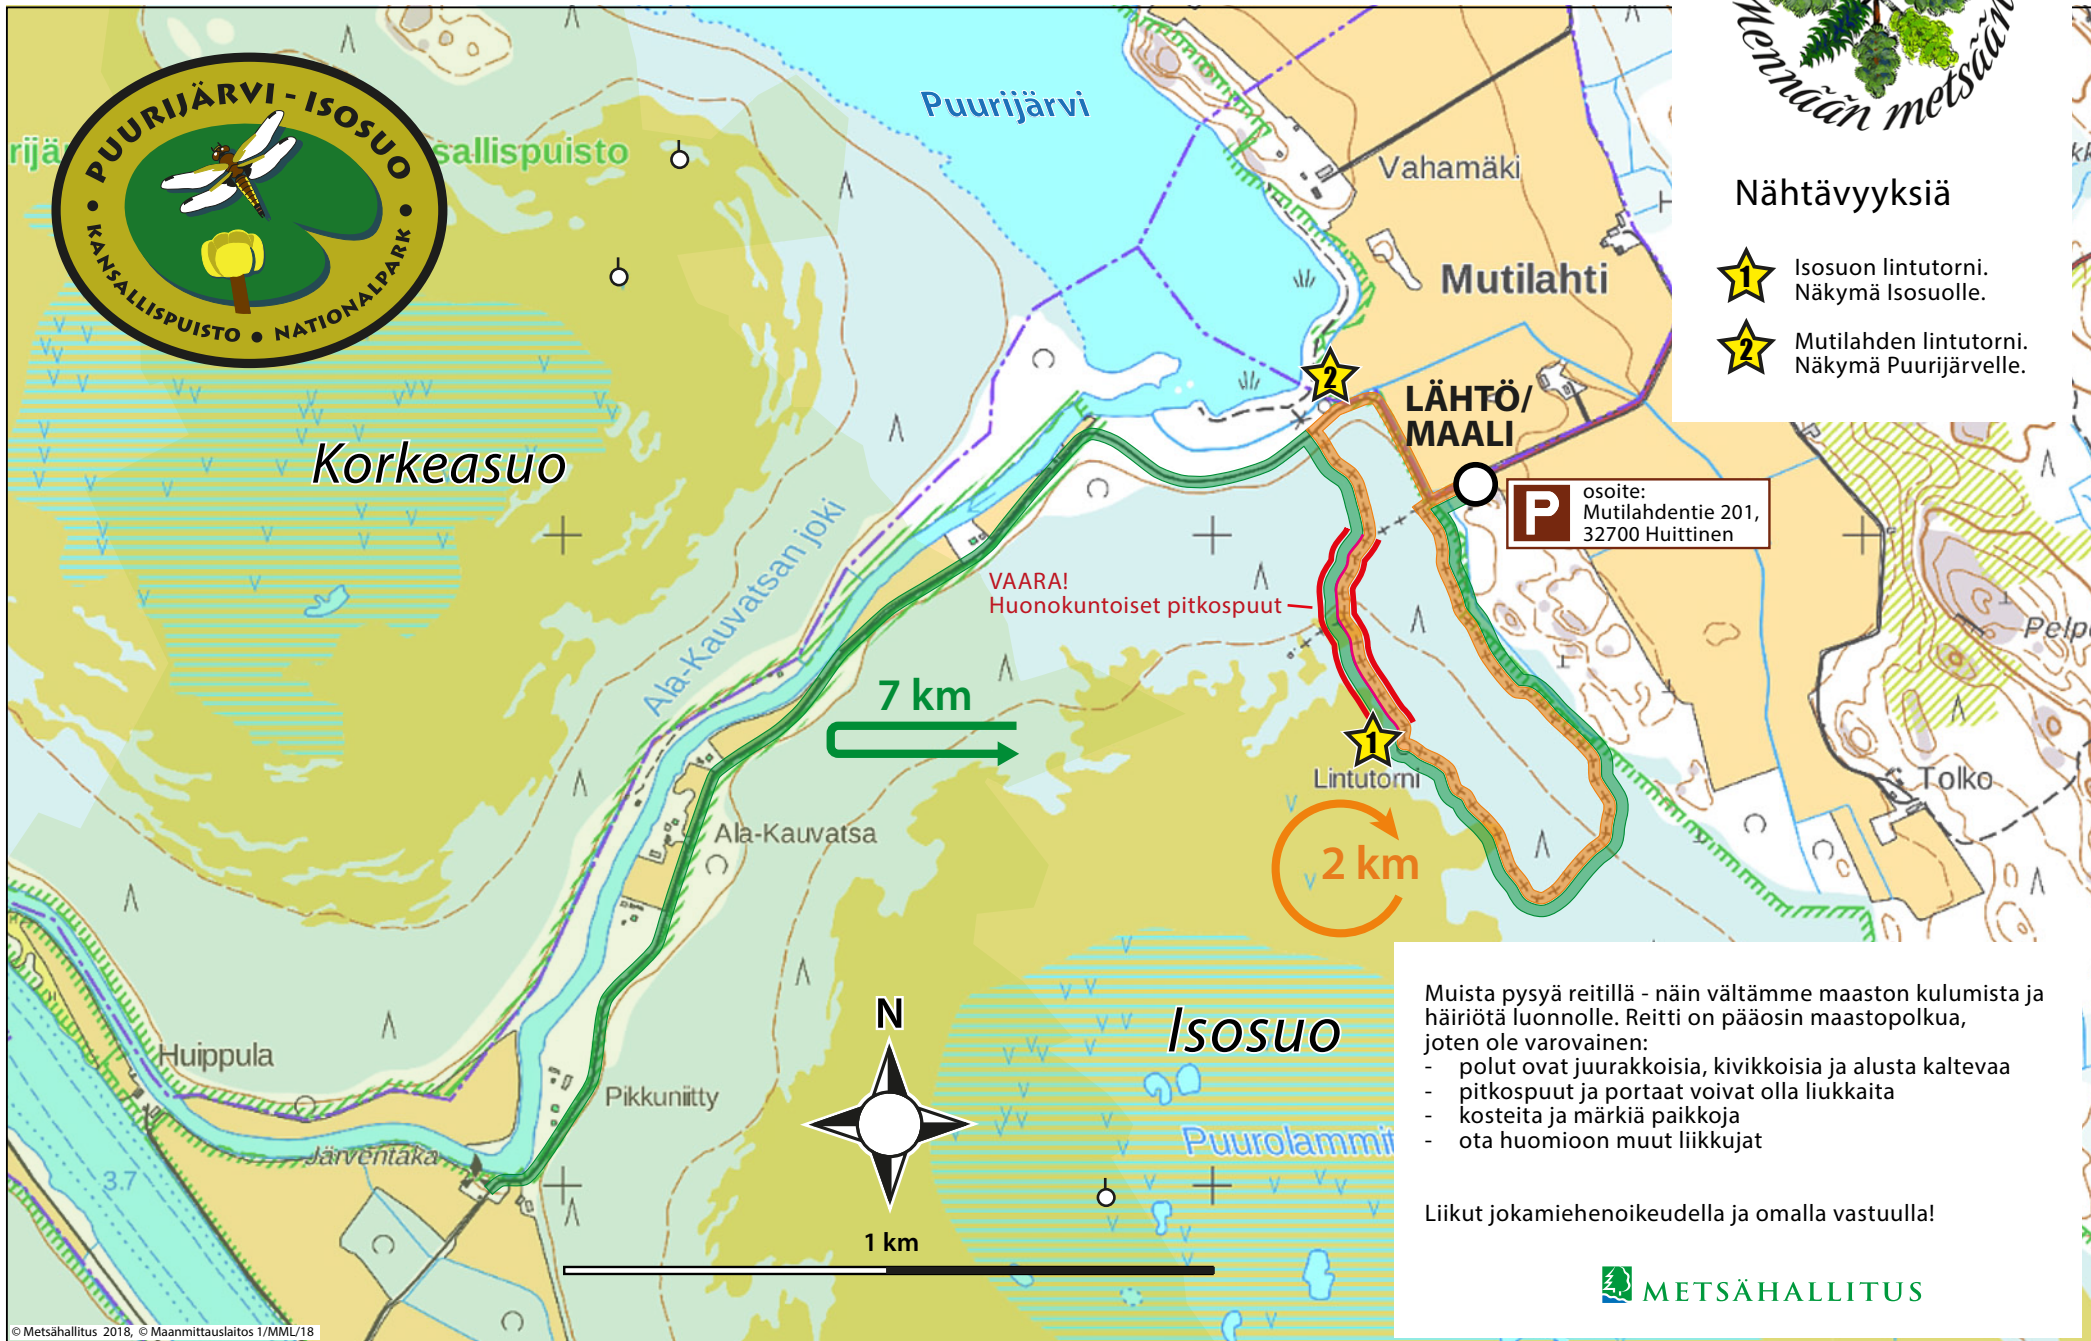 PUURIJÄRVI - ISOSUO
• KANSALLISPUISTO • NATIONALPARK •
rijä
sallispuisto
Puurijärvi
Mennään metsään
Vahamäki
Mutilahti
Nähtävyyksiä
1 Isosuon lintutorni.
Näkymä Isosuolle.
2 Mutilahden lintutorni.
Näkymä Puurijärvelle.
2
LÄHTÖ/
MAALI
P
osoite:
Mutilahdentie 201,
32700 Huittinen
Korkeasuo
Ala-Kauvatsan joki
VAARA!
Huonokuntoiset pitkospuut
7 km
1
Lintutorni
2 km
Pelp
Tolko
Ala-Kauvatsa
N
Isosuo
Huippula
Pikkuniitty
Järventaka
3.7
Puurolammit
1 km
Muista pysyä reitillä - näin vältämme maaston kulumista ja
häiriötä luonnolle. Reitti on pääosin maastopolkua,
joten ole varovainen:
- polut ovat juurakkoisia, kivikkoisia ja alusta kaltevaa
- pitkospuut ja portaat voivat olla liukkaita
- kosteita ja märkiä paikkoja
- ota huomioon muut liikkujat
Liikut jokamiehenoikeudella ja omalla vastuulla!
METSÄHALLITUS
© Metsähallitus 2018, © Maanmittauslaitos 1/MML/18